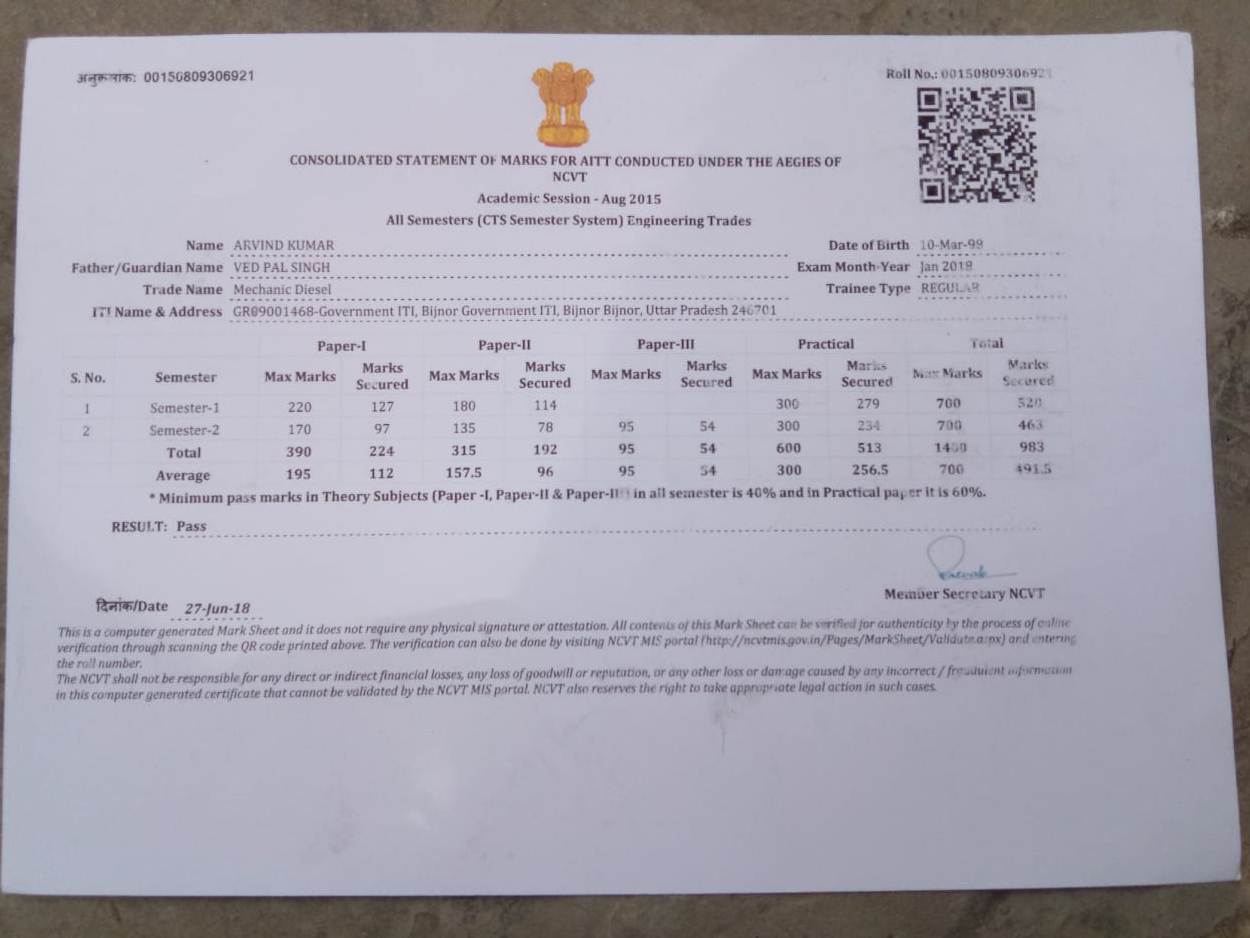 अनुक्रमांक: 00150809306921
Roll No.: 0015080930692
CONSOLIDATED STATEMENT OF MARKS FOR AITT CONDUCTED UNDER THE AEGIES OF
NCVT
Academic Session - Aug 2015
All Semesters (CTS Semester System) Engineering Trades
Name ARVIND KUMAR Date of Birth 10-Mar-99
Father/Guardian Name VED PAL SINGH Exam Month-Year Jan 2018
Trade Name Mechanic Diesel Trainee Type REGULAR
ITI Name & Address GR09001468-Government ITI, Bijnor Government ITI, Bijnor Bijnor, Uttar Pradesh 246701
Paper-I Paper-II Paper-III Practical Total
S. No. Semester Max Marks Marks Secured Max Marks Marks Secured Max Marks Marks Secured Max Marks Marks Secured Max Marks Marks Secured
1 Semester-1 220 127 180 114 300 279 700 520
2 Semester-2 170 97 135 78 95 54 300 234 700 463
Total 390 224 315 192 95 54 600 513 1400 983
Average 195 112 157.5 96 95 54 300 256.5 700 491.5
* Minimum pass marks in Theory Subjects (Paper -I, Paper-II & Paper-III) in all semester is 40% and in Practical paper it is 60%.
RESULT: Pass
Member Secretary NCVT
दिनांक/Date 27-Jun-18
This is a computer generated Mark Sheet and it does not require any physical signature or attestation. All contents of this Mark Sheet can be verified for authenticity by the process of online
verification through scanning the QR code printed above. The verification can also be done by visiting NCVT MIS portal (http://ncvtmis.gov.in/Pages/MarkSheet/Validate.aspx) and entering
the roll number.
The NCVT shall not be responsible for any direct or indirect financial losses, any loss of goodwill or reputation, or any other loss or damage caused by any incorrect / fraudulent information
in this computer generated certificate that cannot be validated by the NCVT MIS portal. NCVT also reserves the right to take appropriate legal action in such cases.